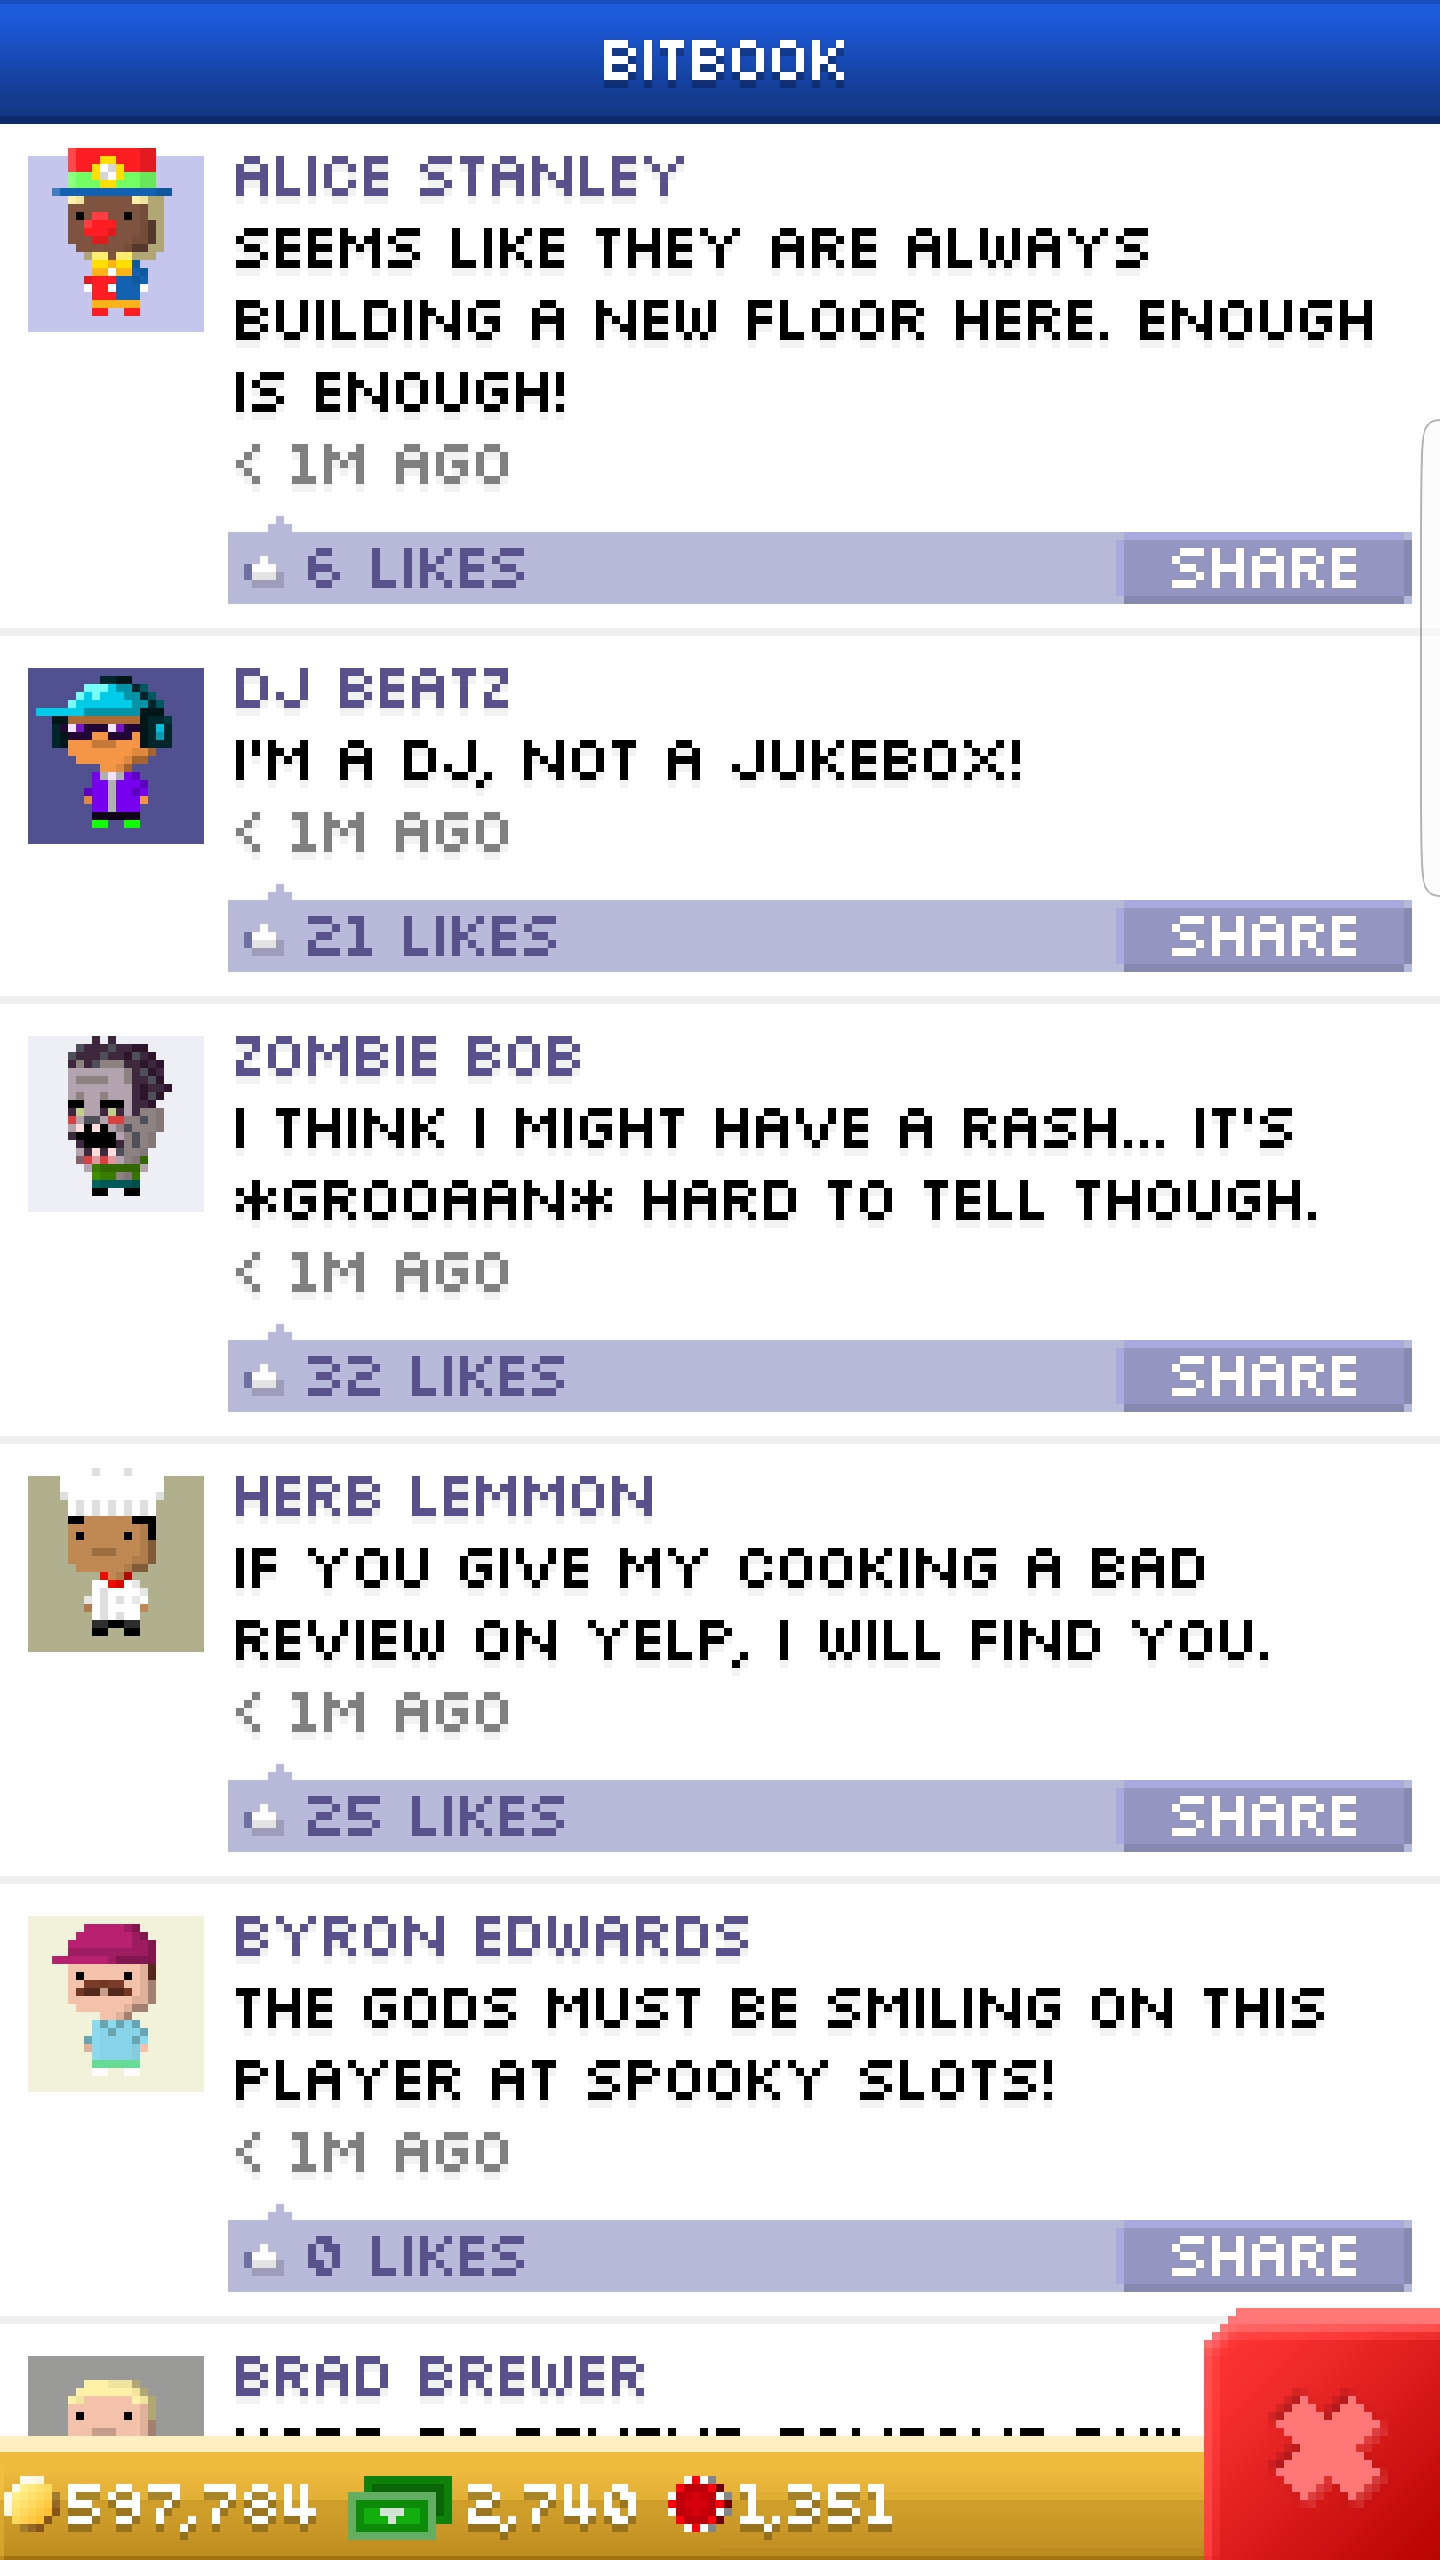 BITBOOK
ALICE STANLEY
SEEMS LIKE THEY ARE ALWAYS
BUILDING A NEW FLOOR HERE. ENOUGH
IS ENOUGH!
< 1M AGO
6 LIKES SHARE
DJ BEATZ
I'M A DJ, NOT A JUKEBOX!
< 1M AGO
21 LIKES SHARE
ZOMBIE BOB
I THINK I MIGHT HAVE A RASH... IT'S
*GROOAAN* HARD TO TELL THOUGH.
< 1M AGO
32 LIKES SHARE
HERB LEMMON
IF YOU GIVE MY COOKING A BAD
REVIEW ON YELP, I WILL FIND YOU.
< 1M AGO
25 LIKES SHARE
BYRON EDWARDS
THE GODS MUST BE SMILING ON THIS
PLAYER AT SPOOKY SLOTS!
< 1M AGO
0 LIKES SHARE
BRAD BREWER
597,784 2,740 1,351